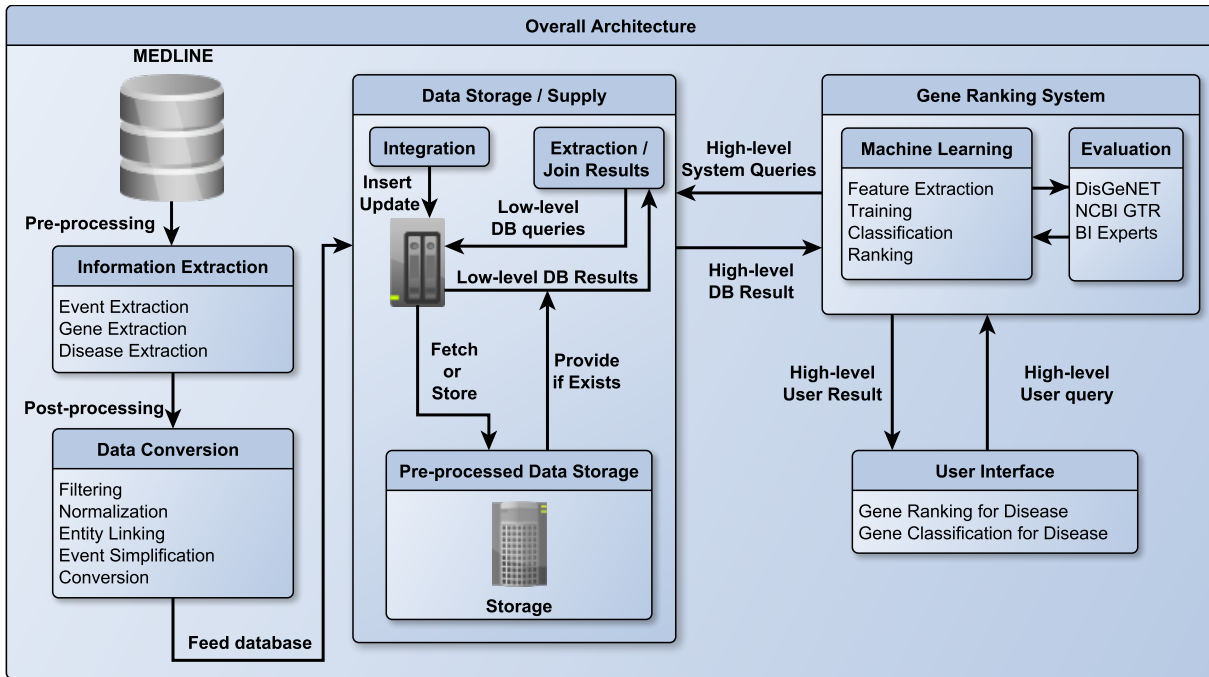 Overall Architecture
MEDLINE
Pre-processing
Information Extraction
Event Extraction
Gene Extraction
Disease Extraction
Post-processing
Data Conversion
Filtering
Normalization
Entity Linking
Event Simplification
Conversion
Feed database
Data Storage / Supply
Integration
Extraction /
Join Results
Insert
Update
Low-level
DB queries
Low-level DB Results
Fetch
or
Store
Provide
if Exists
Pre-processed Data Storage
Storage
High-level
System Queries
High-level
DB Result
Gene Ranking System
Machine Learning
Feature Extraction
Training
Classification
Ranking
Evaluation
DisGeNET
NCBI GTR
BI Experts
High-level
User Result
High-level
User query
User Interface
Gene Ranking for Disease
Gene Classification for Disease